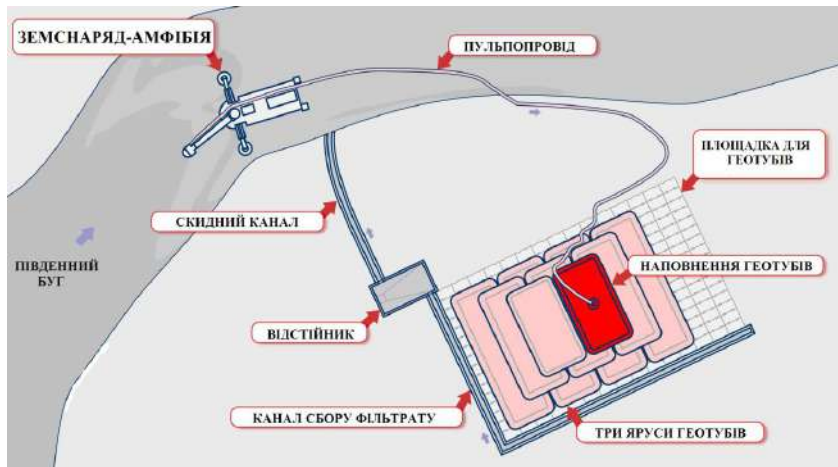 ЗЕМСНАРЯД-АМФІБІЯ
ПУЛЬПОПРОВІД
ПЛОЩАДКА ДЛЯ
ГЕОТУБІВ
СКИДНИЙ КАНАЛ
ПІВДЕННИЙ
БУГ
НАПОВНЕННЯ ГЕОТУБІВ
ВІДСТІЙНИК
КАНАЛ СБОРУ ФІЛЬТРАТУ
ТРИ ЯРУСИ ГЕОТУБІВ